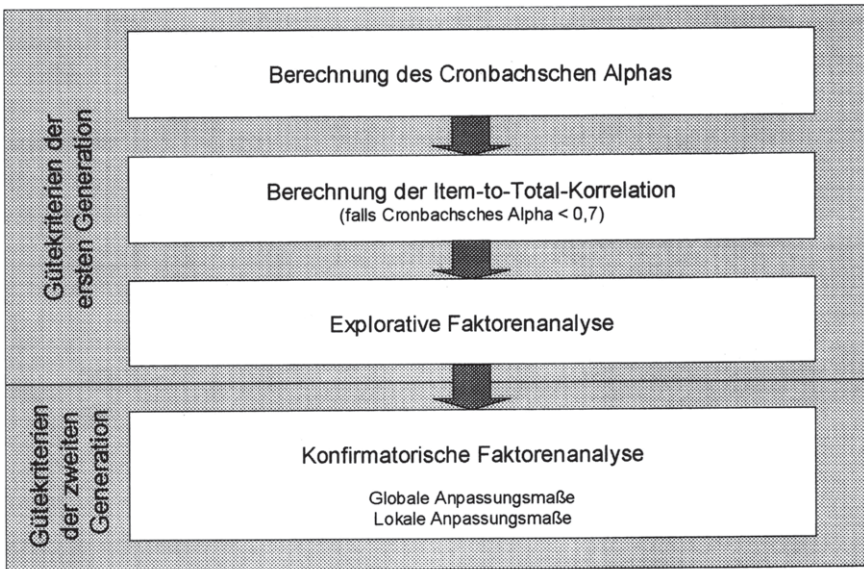 Gütekriterien der
ersten Generation
Berechnung des Cronbachschen Alphas
Berechnung der Item-to-Total-Korrelation
(falls Cronbachsches Alpha < 0,7)
Explorative Faktorenanalyse
Gütekriterien
der zweiten
Generation
Konfirmatorische Faktorenanalyse
Globale Anpassungsmaße
Lokale Anpassungsmaße